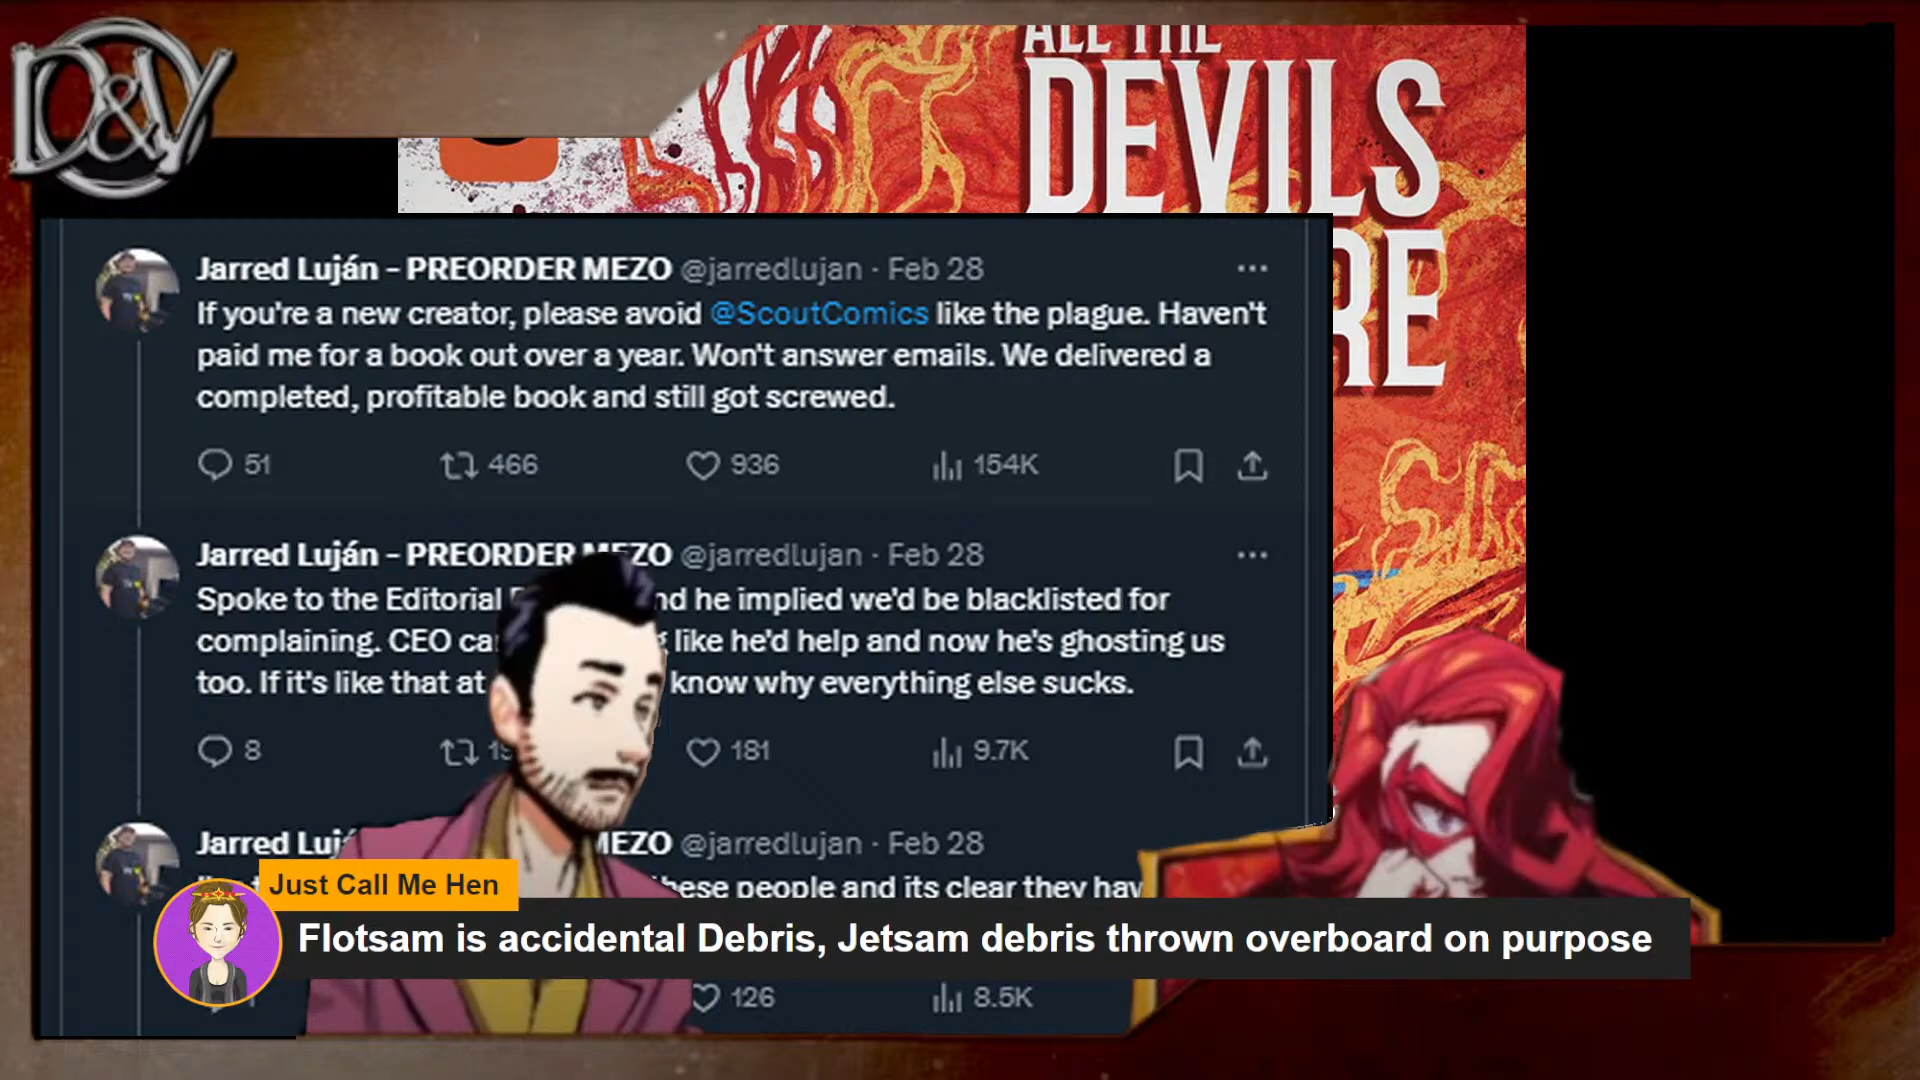 D&V
ALL THE
DEVILS
RE
Jarred Luján - PREORDER MEZO @jarredlujan · Feb 28
If you're a new creator, please avoid @ScoutComics like the plague. Haven't
paid me for a book out over a year. Won't answer emails. We delivered a
completed, profitable book and still got screwed.
51 466 936 154K
Jarred Luján - PREORDER MEZO @jarredlujan · Feb 28
Spoke to the Editorial nd he implied we'd be blacklisted for
complaining. CEO ca like he'd help and now he's ghosting us
too. If it's like that at know why everything else sucks.
8 181 9.7K
Jarred Luj MEZO @jarredlujan · Feb 28
hese people and its clear they hav
Just Call Me Hen
Flotsam is accidental Debris, Jetsam debris thrown overboard on purpose
126 8.5K